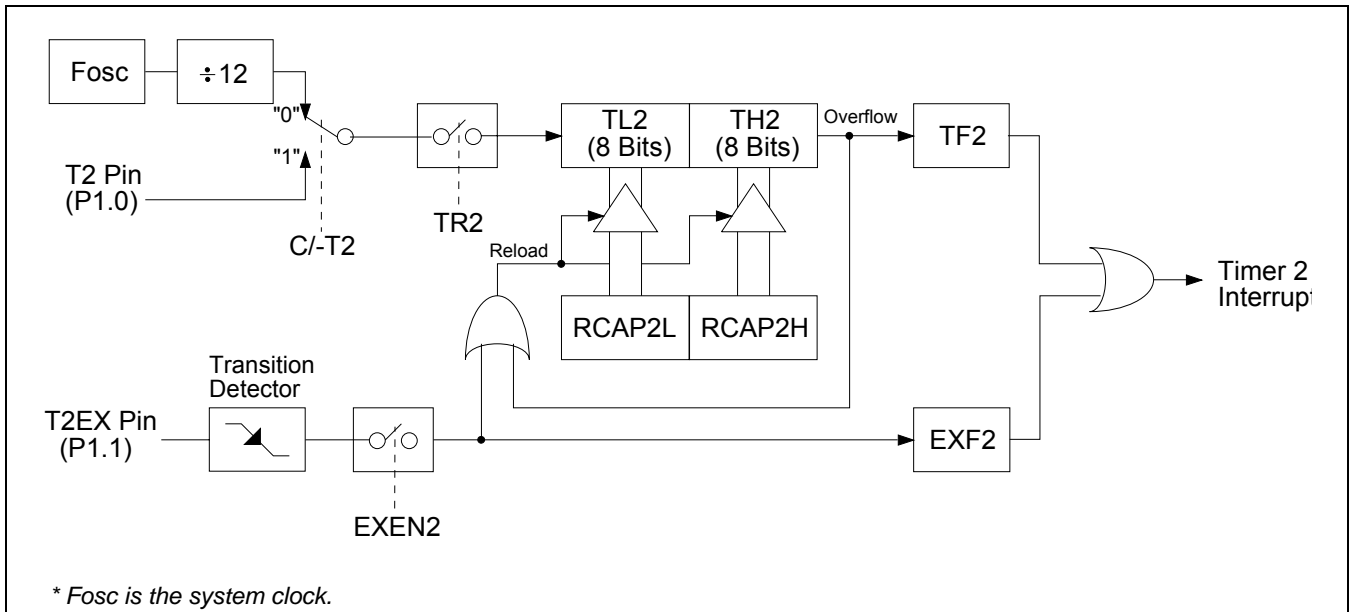 Fosc
÷12
"0"
"1"
T2 Pin
(P1.0)
C/-T2
TR2
TL2
(8 Bits)
TH2
(8 Bits)
Overflow
TF2
Reload
RCAP2L
RCAP2H
Timer 2
Interrupt
Transition
Detector
T2EX Pin
(P1.1)
EXEN2
EXF2
* Fosc is the system clock.